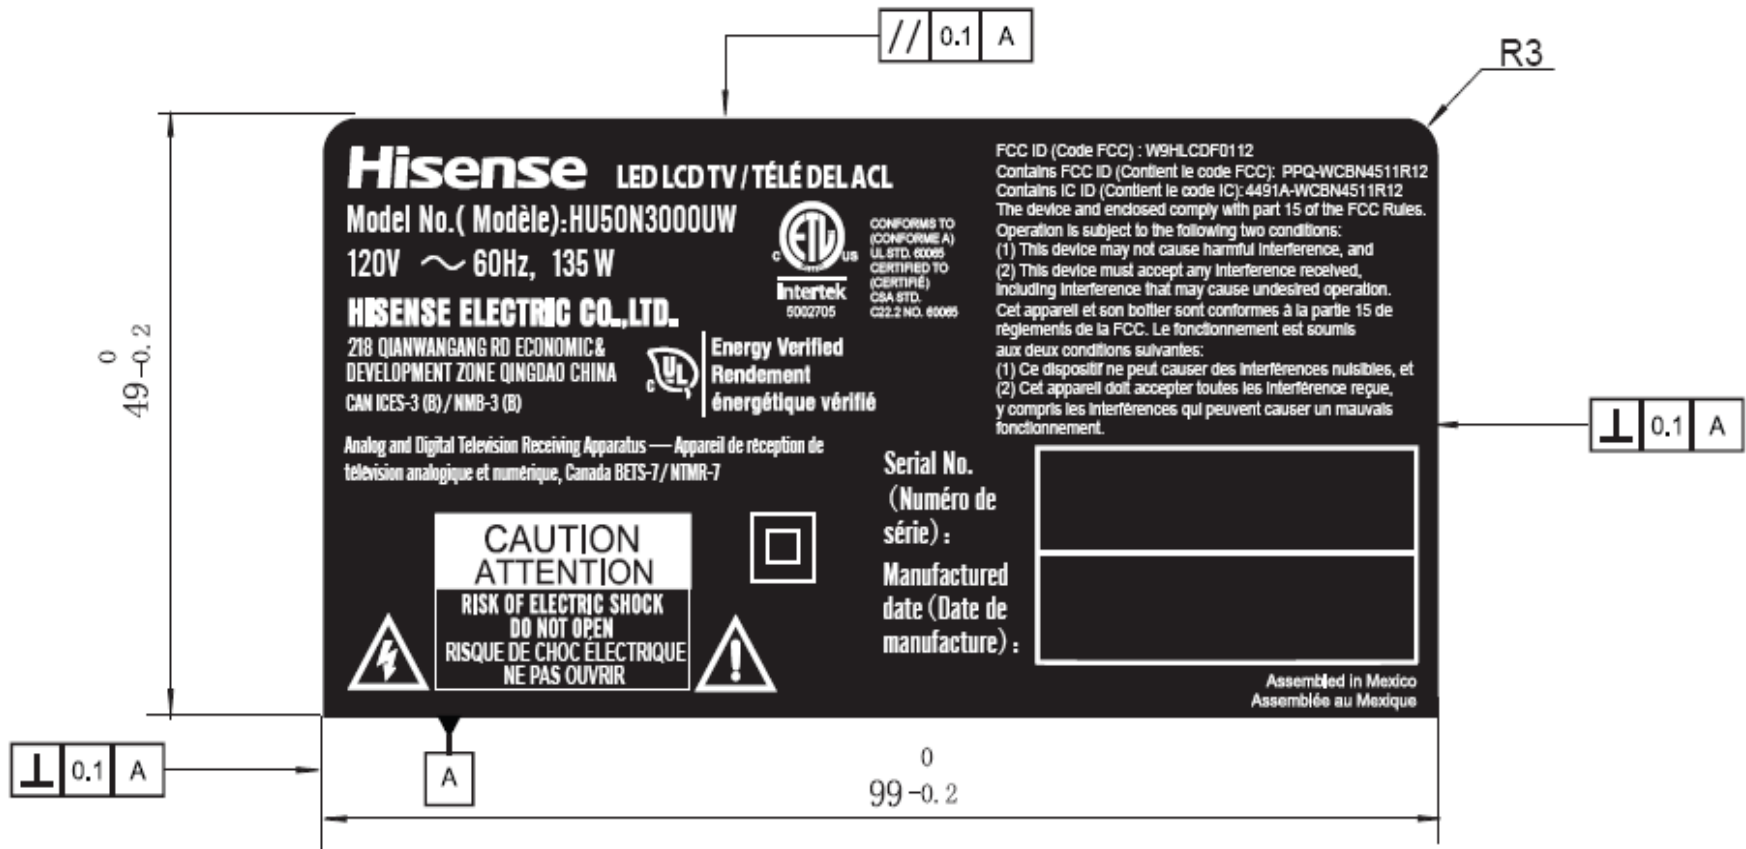 // 0.1 A
R3
Hisense LED LCD TV / TÉLÉ DEL ACL
Model No.( Modèle):HU50N3000UW
120V ～ 60Hz, 135 W
HISENSE ELECTRIC CO.,LTD.
218 QIANWANGANG RD ECONOMIC&
DEVELOPMENT ZONE QINGDAO CHINA
CAN ICES-3 (B) / NMB-3 (B)
C ETL US
Intertek
5002705
CONFORMS TO
(CONFORME A)
UL STD. 60065
CERTIFIED TO
(CERTIFIÉ)
CSA STD.
C22.2 NO. 60065
C UL
Energy Verified
Rendement
énergétique vérifié
Analog and Digital Television Receiving Apparatus — Appareil de réception de
télévision analogique et numérique, Canada BETS-7/ NTMR-7
FCC ID (Code FCC) : W9HLCDF0112
Contains FCC ID (Contient le code FCC): PPQ-WCBN4511R12
Contains IC ID (Contient le code IC): 4491A-WCBN4511R12
The device and enclosed comply with part 15 of the FCC Rules.
Operation is subject to the following two conditions:
(1) This device may not cause harmful interference, and
(2) This device must accept any interference received,
including interference that may cause undesired operation.
Cet appareil et son boîtier sont conformes à la partie 15 de
règlements de la FCC. Le fonctionnement est soumis
aux deux conditions suivantes:
(1) Ce dispositif ne peut causer des interférences nuisibles, et
(2) Cet appareil doit accepter toutes les interférence reçue,
y compris les interférences qui peuvent causer un mauvais
fonctionnement.
Serial No.
(Numéro de
série) :
Manufactured
date (Date de
manufacture) :
CAUTION
ATTENTION
RISK OF ELECTRIC SHOCK
DO NOT OPEN
RISQUE DE CHOC ÉLECTRIQUE
NE PAS OUVRIR
!
Assembled in Mexico
Assemblée au Mexique
0
49-0.2
⊥ 0.1 A
⊥ 0.1 A
A
0
99-0.2